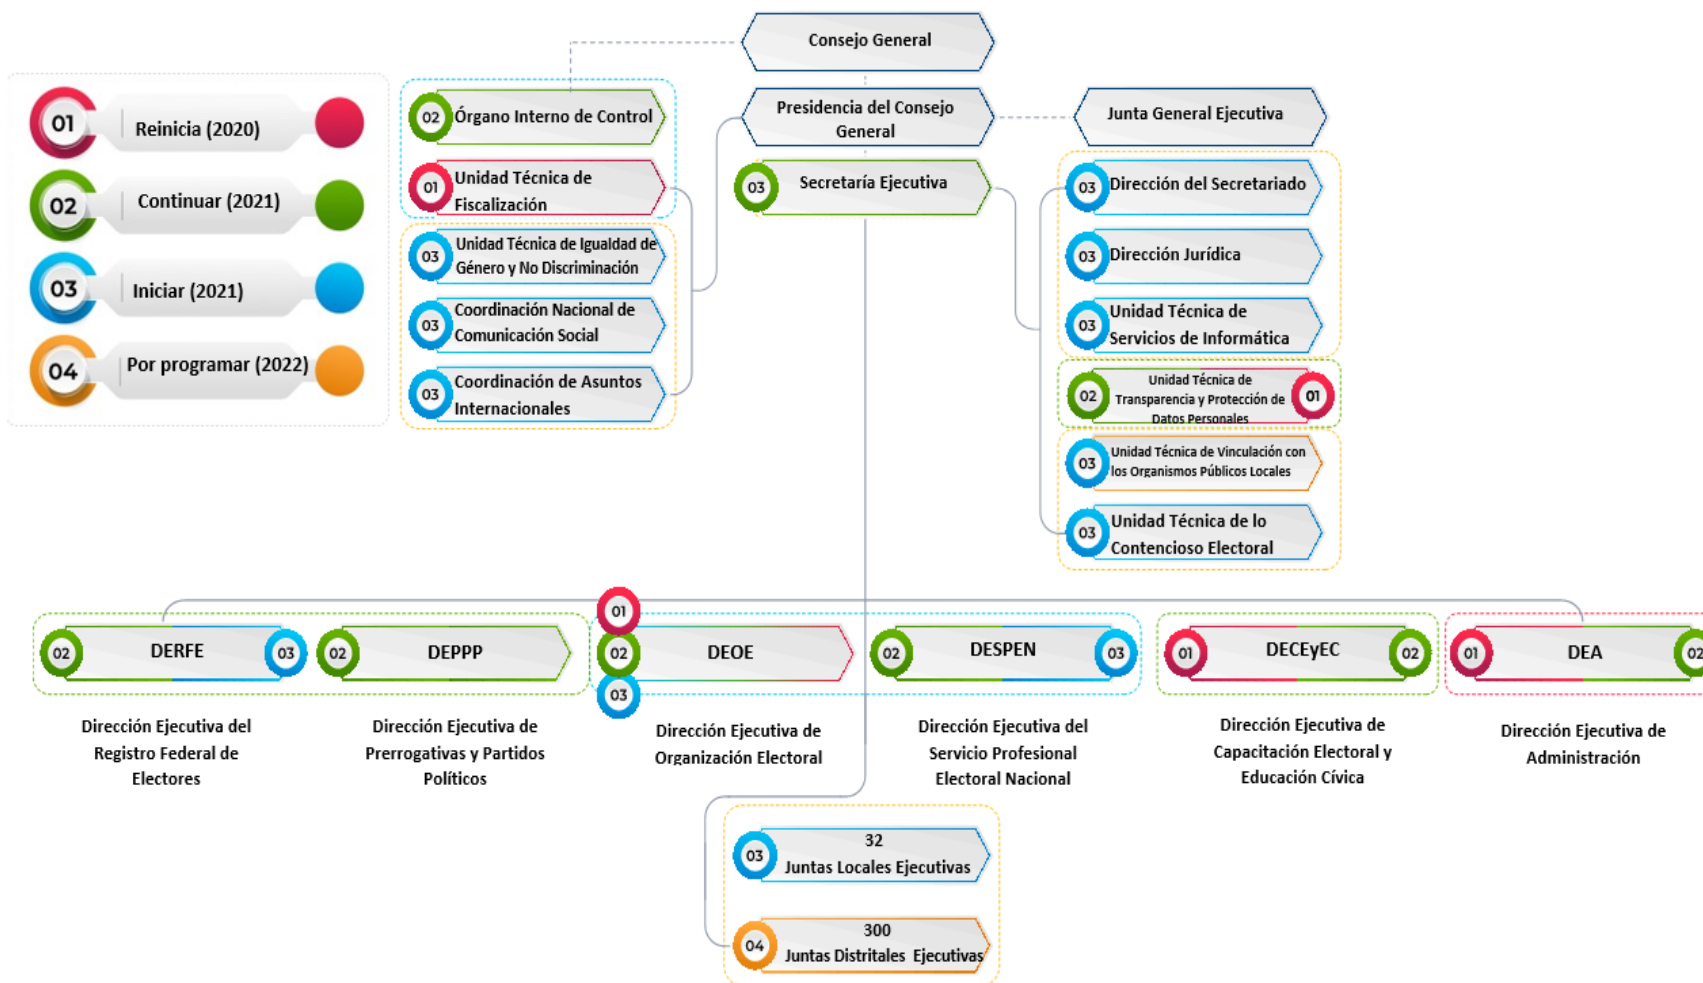 Consejo General
01
Reinicia (2020)
02
Continuar (2021)
03
Iniciar (2021)
04
Por programar (2022)
02
Órgano Interno de Control
01
Unidad Técnica de
Fiscalización
03
Unidad Técnica de Igualdad de
Género y No Discriminación
03
Coordinación Nacional de
Comunicación Social
03
Coordinación de Asuntos
Internacionales
Presidencia del Consejo
General
03
Secretaría Ejecutiva
Junta General Ejecutiva
03
Dirección del Secretariado
03
Dirección Jurídica
03
Unidad Técnica de
Servicios de Informática
02
Unidad Técnica de
Transparencia y Protección de
Datos Personales
01
03
Unidad Técnica de Vinculación con
los Organismos Públicos Locales
03
Unidad Técnica de lo
Contencioso Electoral
02
DERFE
03
Dirección Ejecutiva del
Registro Federal de
Electores
02
DEPPP
Dirección Ejecutiva de
Prerrogativas y Partidos
Políticos
01
02
03
DEOE
Dirección Ejecutiva de
Organización Electoral
02
DESPEN
03
Dirección Ejecutiva del
Servicio Profesional
Electoral Nacional
01
DECEyEC
02
Dirección Ejecutiva de
Capacitación Electoral y
Educación Cívica
01
DEA
02
Dirección Ejecutiva de
Administración
03
32
Juntas Locales Ejecutivas
04
300
Juntas Distritales Ejecutivas